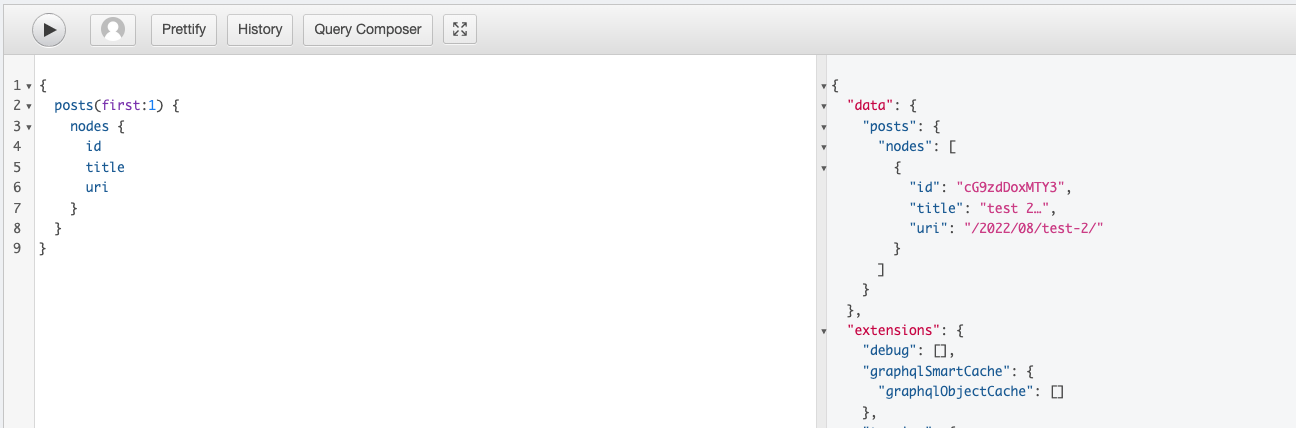 Prettify History Query Composer
1 {
2 posts(first:1) {
3 nodes {
4 id
5 title
6 uri
7 }
8 }
9 }
{
"data": {
"posts": {
"nodes": [
{
"id": "cG9zdDoxMTY3",
"title": "test 2…",
"uri": "/2022/08/test-2/"
}
]
}
},
"extensions": {
"debug": [],
"graphqlSmartCache": {
"graphqlObjectCache": []
},